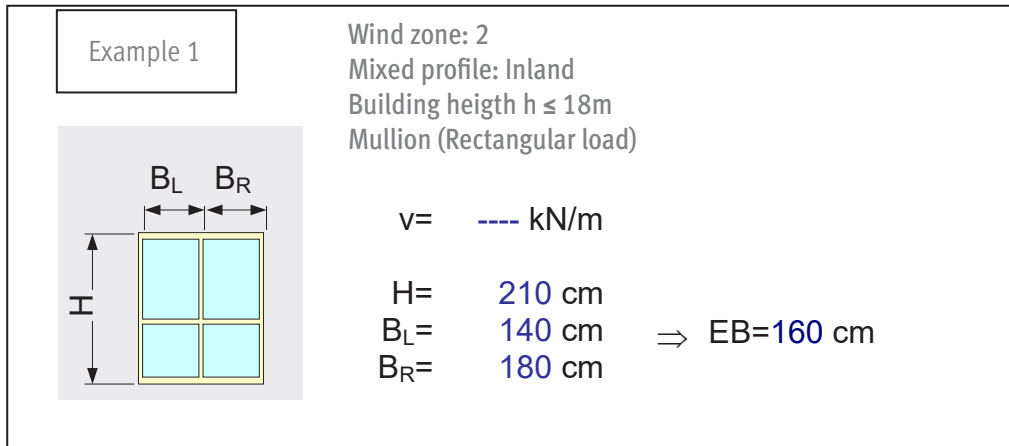 Example 1
Wind zone: 2
Mixed profile: Inland
Building heigth h ≤ 18m
Mullion (Rectangular load)
BL BR
H
v= ---- kN/m
H= 210 cm
BL= 140 cm ⇒ EB=160 cm
BR= 180 cm